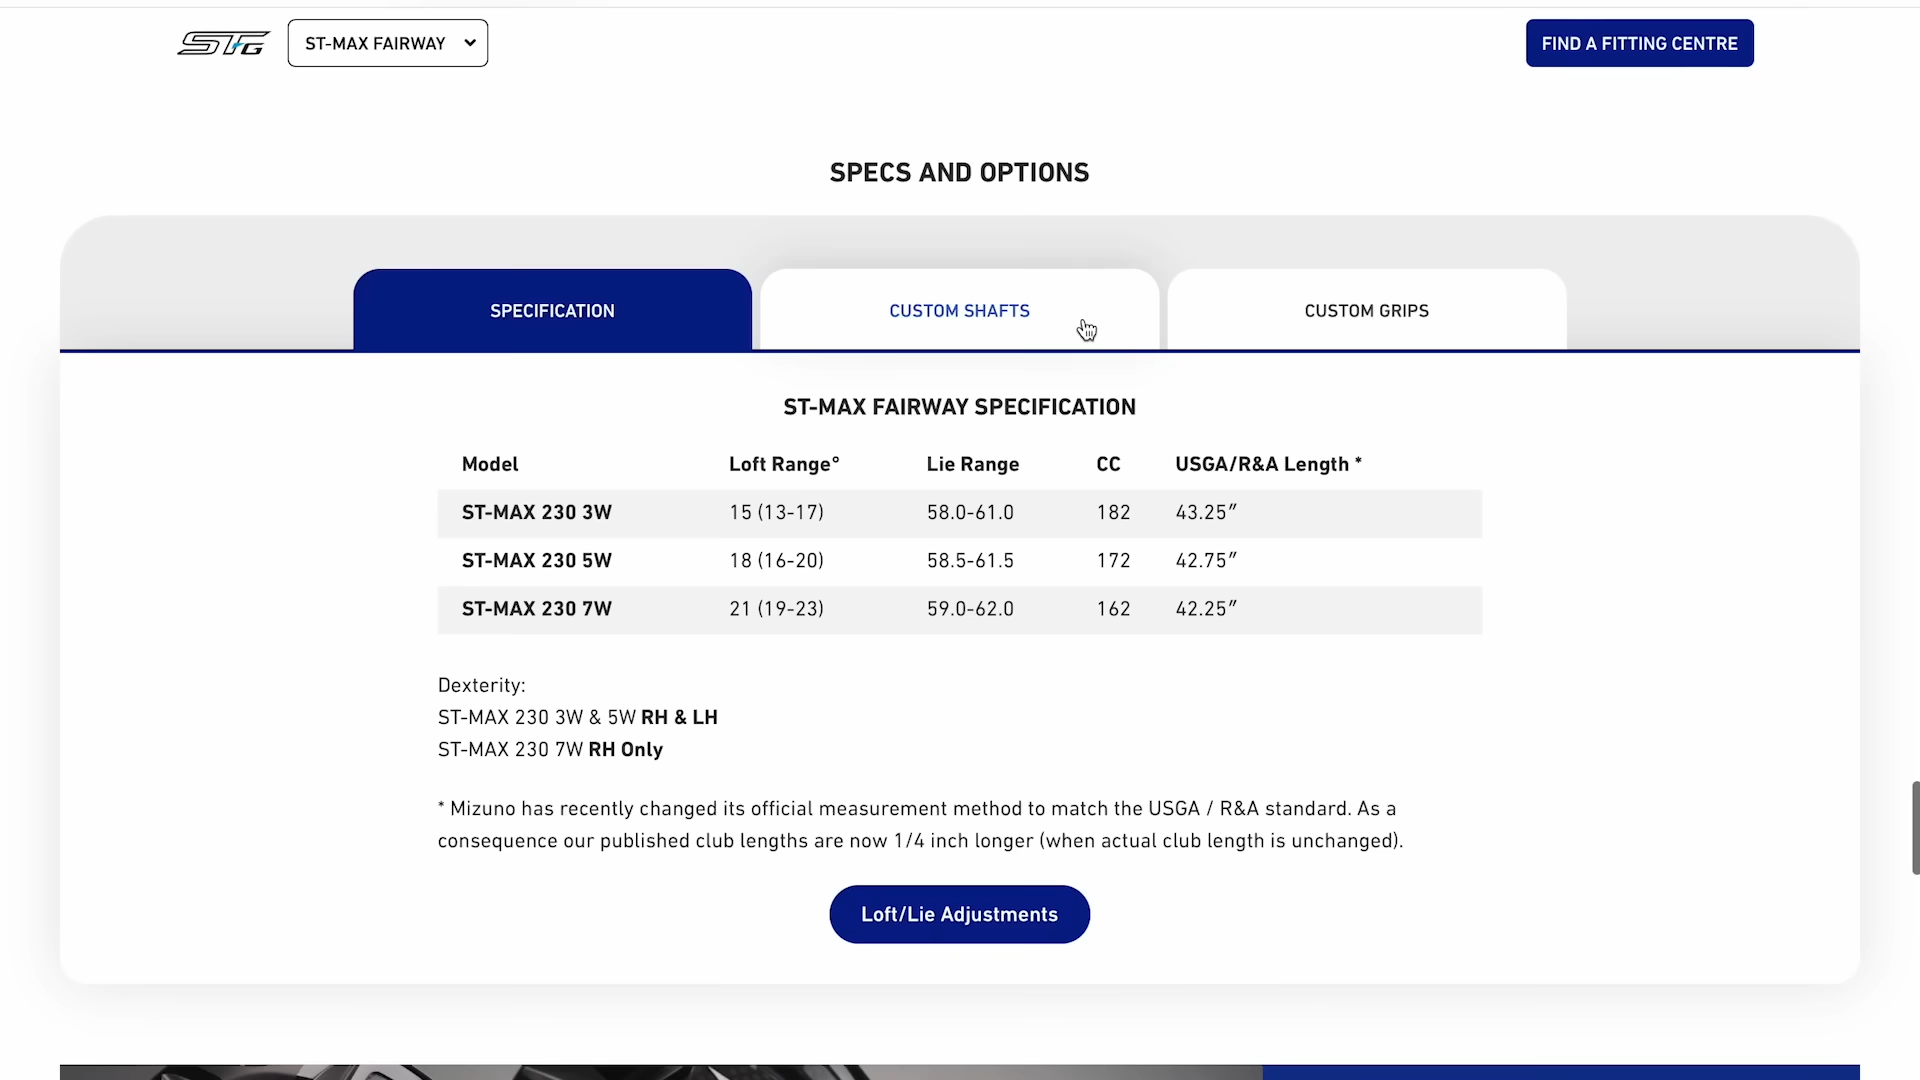 STG
ST-MAX FAIRWAY
FIND A FITTING CENTRE
SPECS AND OPTIONS
SPECIFICATION
CUSTOM SHAFTS
CUSTOM GRIPS
ST-MAX FAIRWAY SPECIFICATION
Model Loft Range° Lie Range CC USGA/R&A Length *
ST-MAX 230 3W 15 (13-17) 58.0-61.0 182 43.25″
ST-MAX 230 5W 18 (16-20) 58.5-61.5 172 42.75″
ST-MAX 230 7W 21 (19-23) 59.0-62.0 162 42.25″
Dexterity:
ST-MAX 230 3W & 5W RH & LH
ST-MAX 230 7W RH Only
* Mizuno has recently changed its official measurement method to match the USGA / R&A standard. As a
consequence our published club lengths are now 1/4 inch longer (when actual club length is unchanged).
Loft/Lie Adjustments